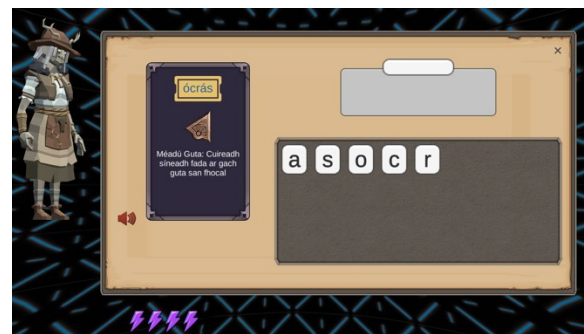 ócrás
Méadú Guta: Cuireadh
síneadh fada ar gach
guta san fhocal
a s o c r